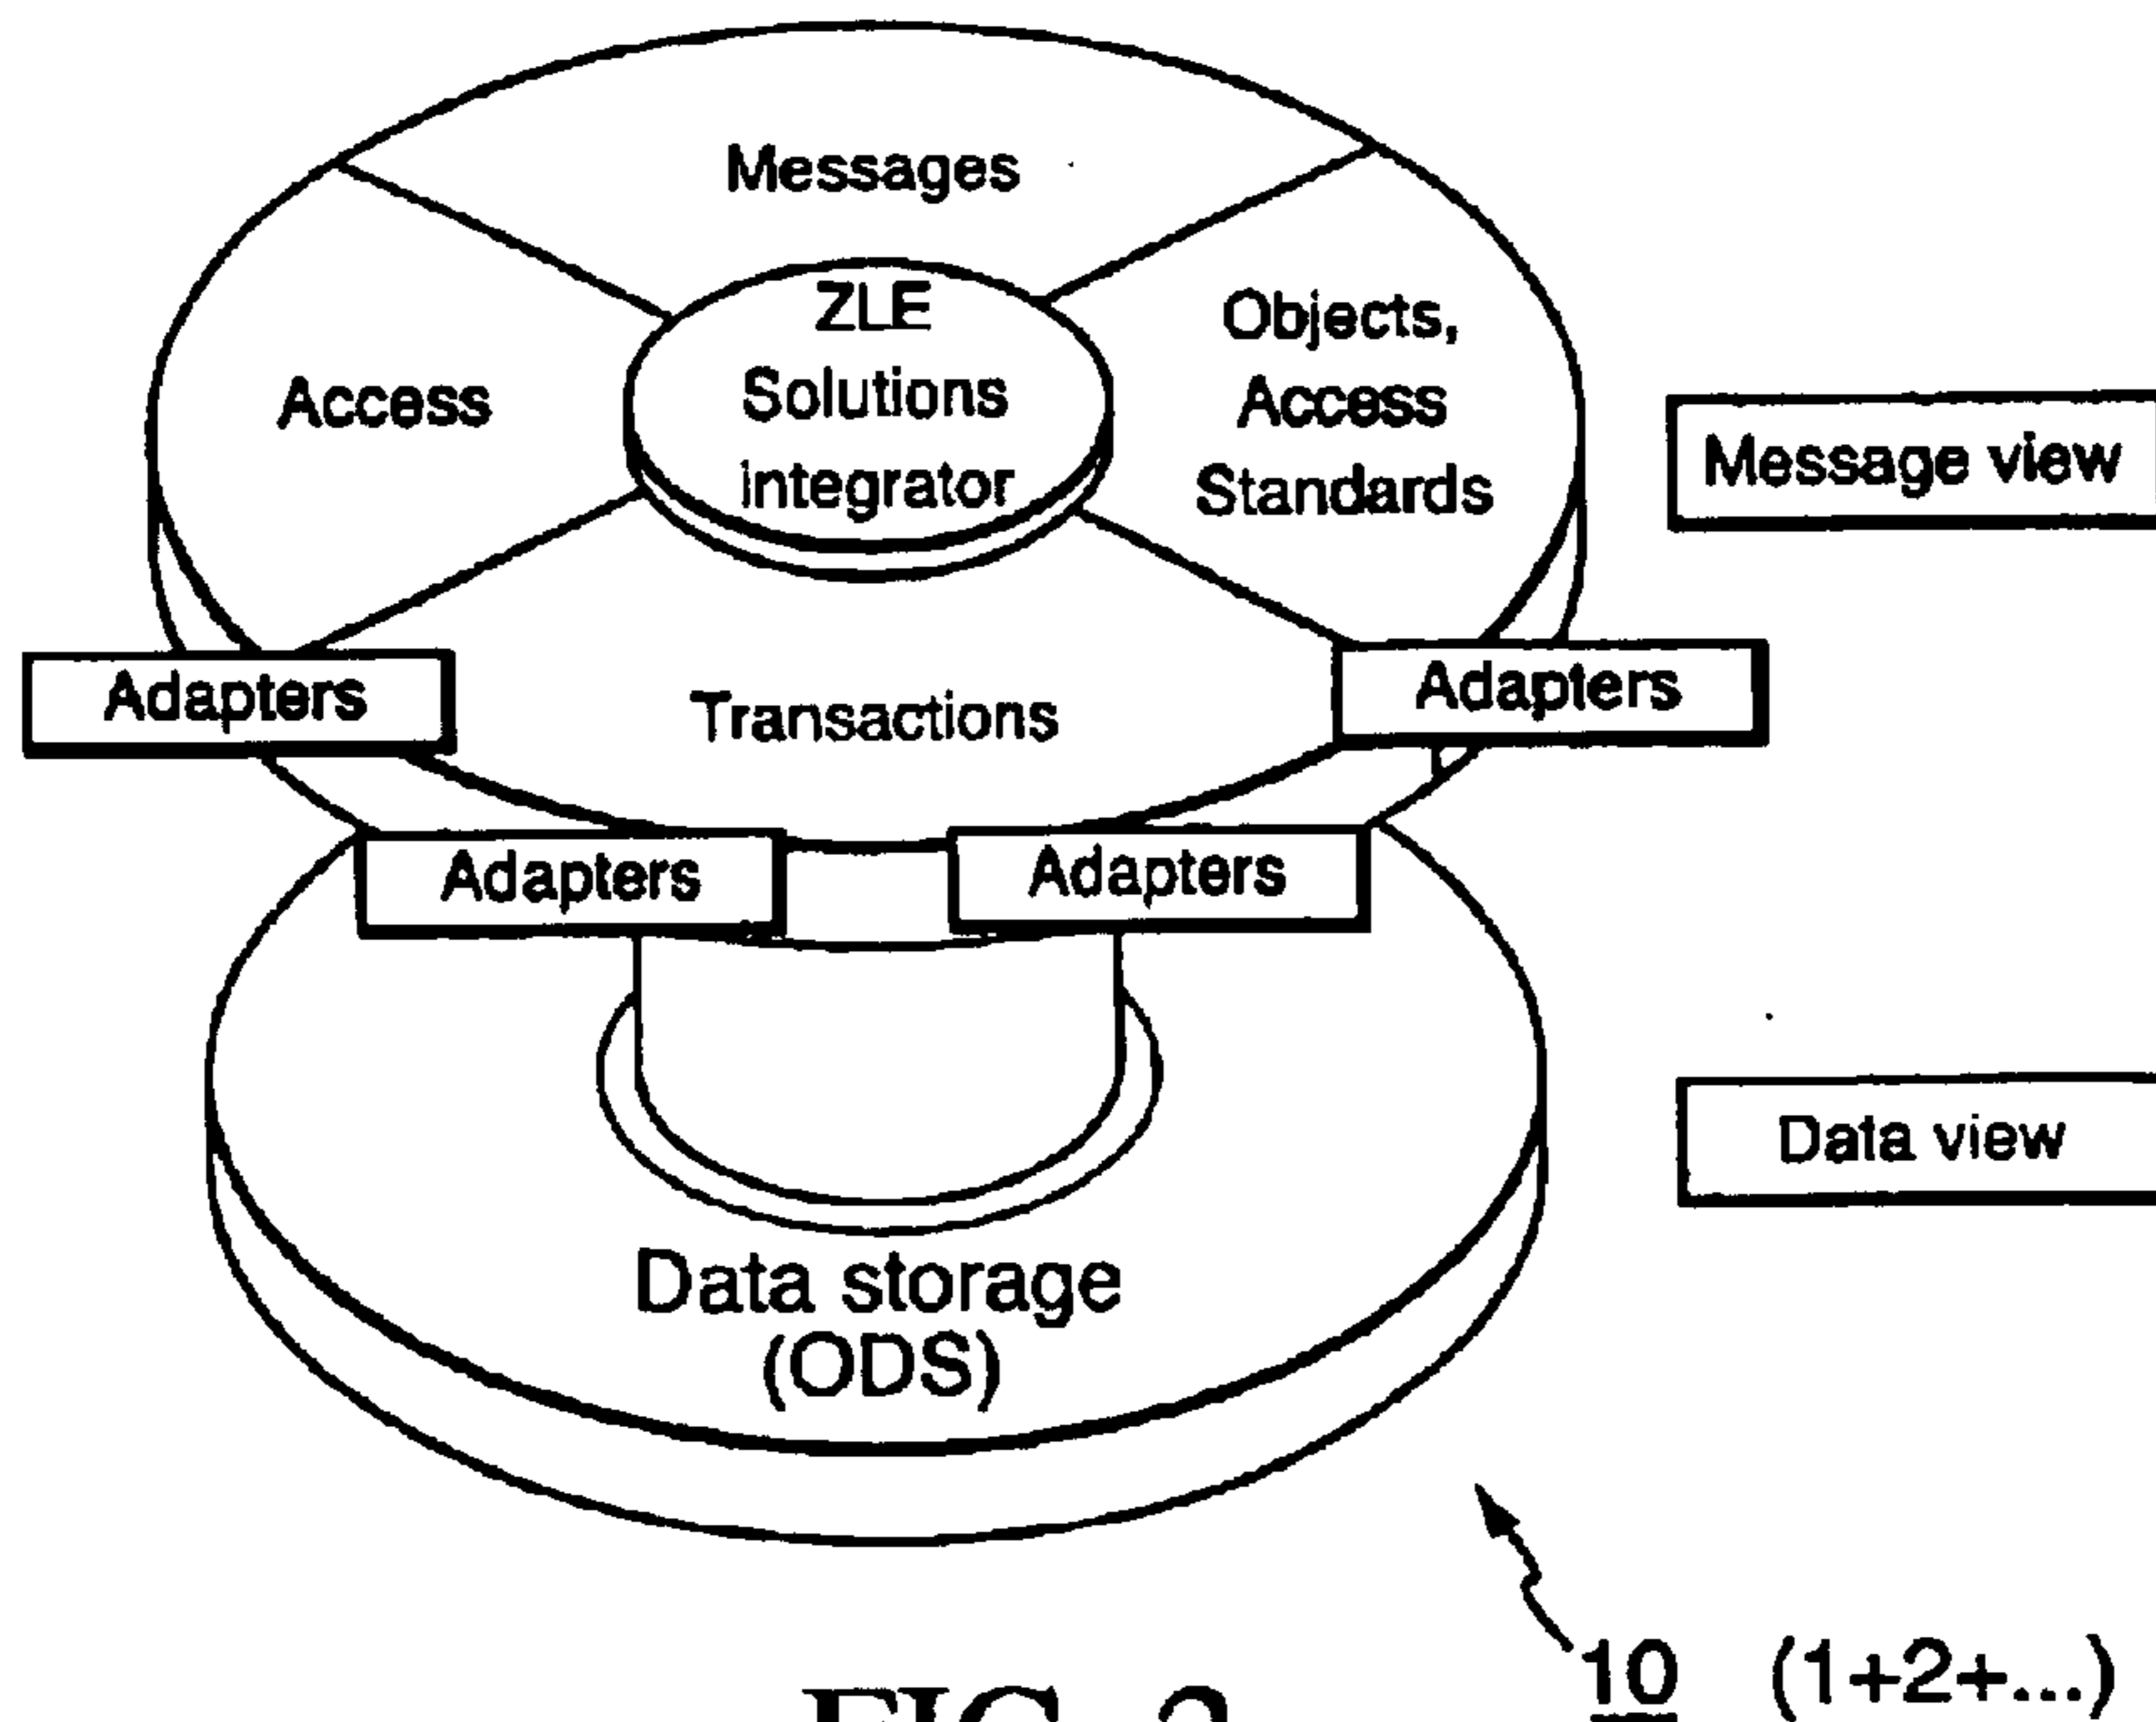 Messages
ZLE
Solutions
integrator
Objects,
Access
Standards
Access
Message view
Adapters
Transactions
Adapters
Adapters
Adapters
Data view
Data storage
(ODS)
10 (1+2+...)
FIG.